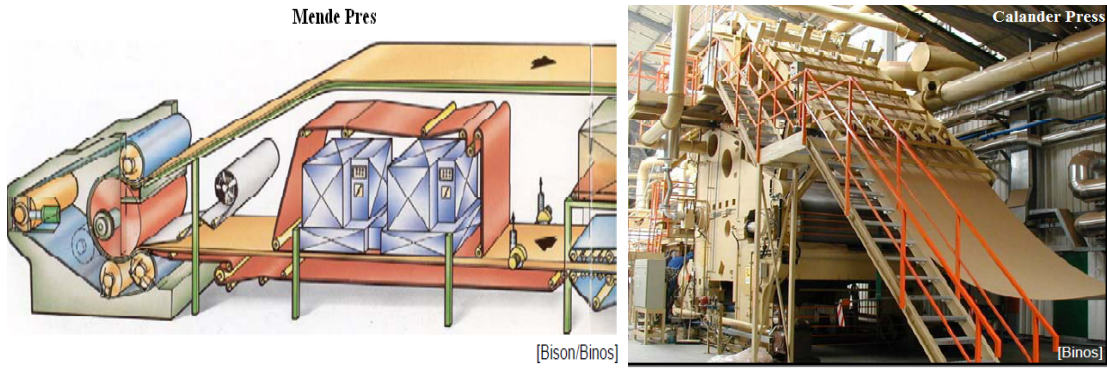 Mende Pres
[Bison/Binos]
Calander Press
[Binos]